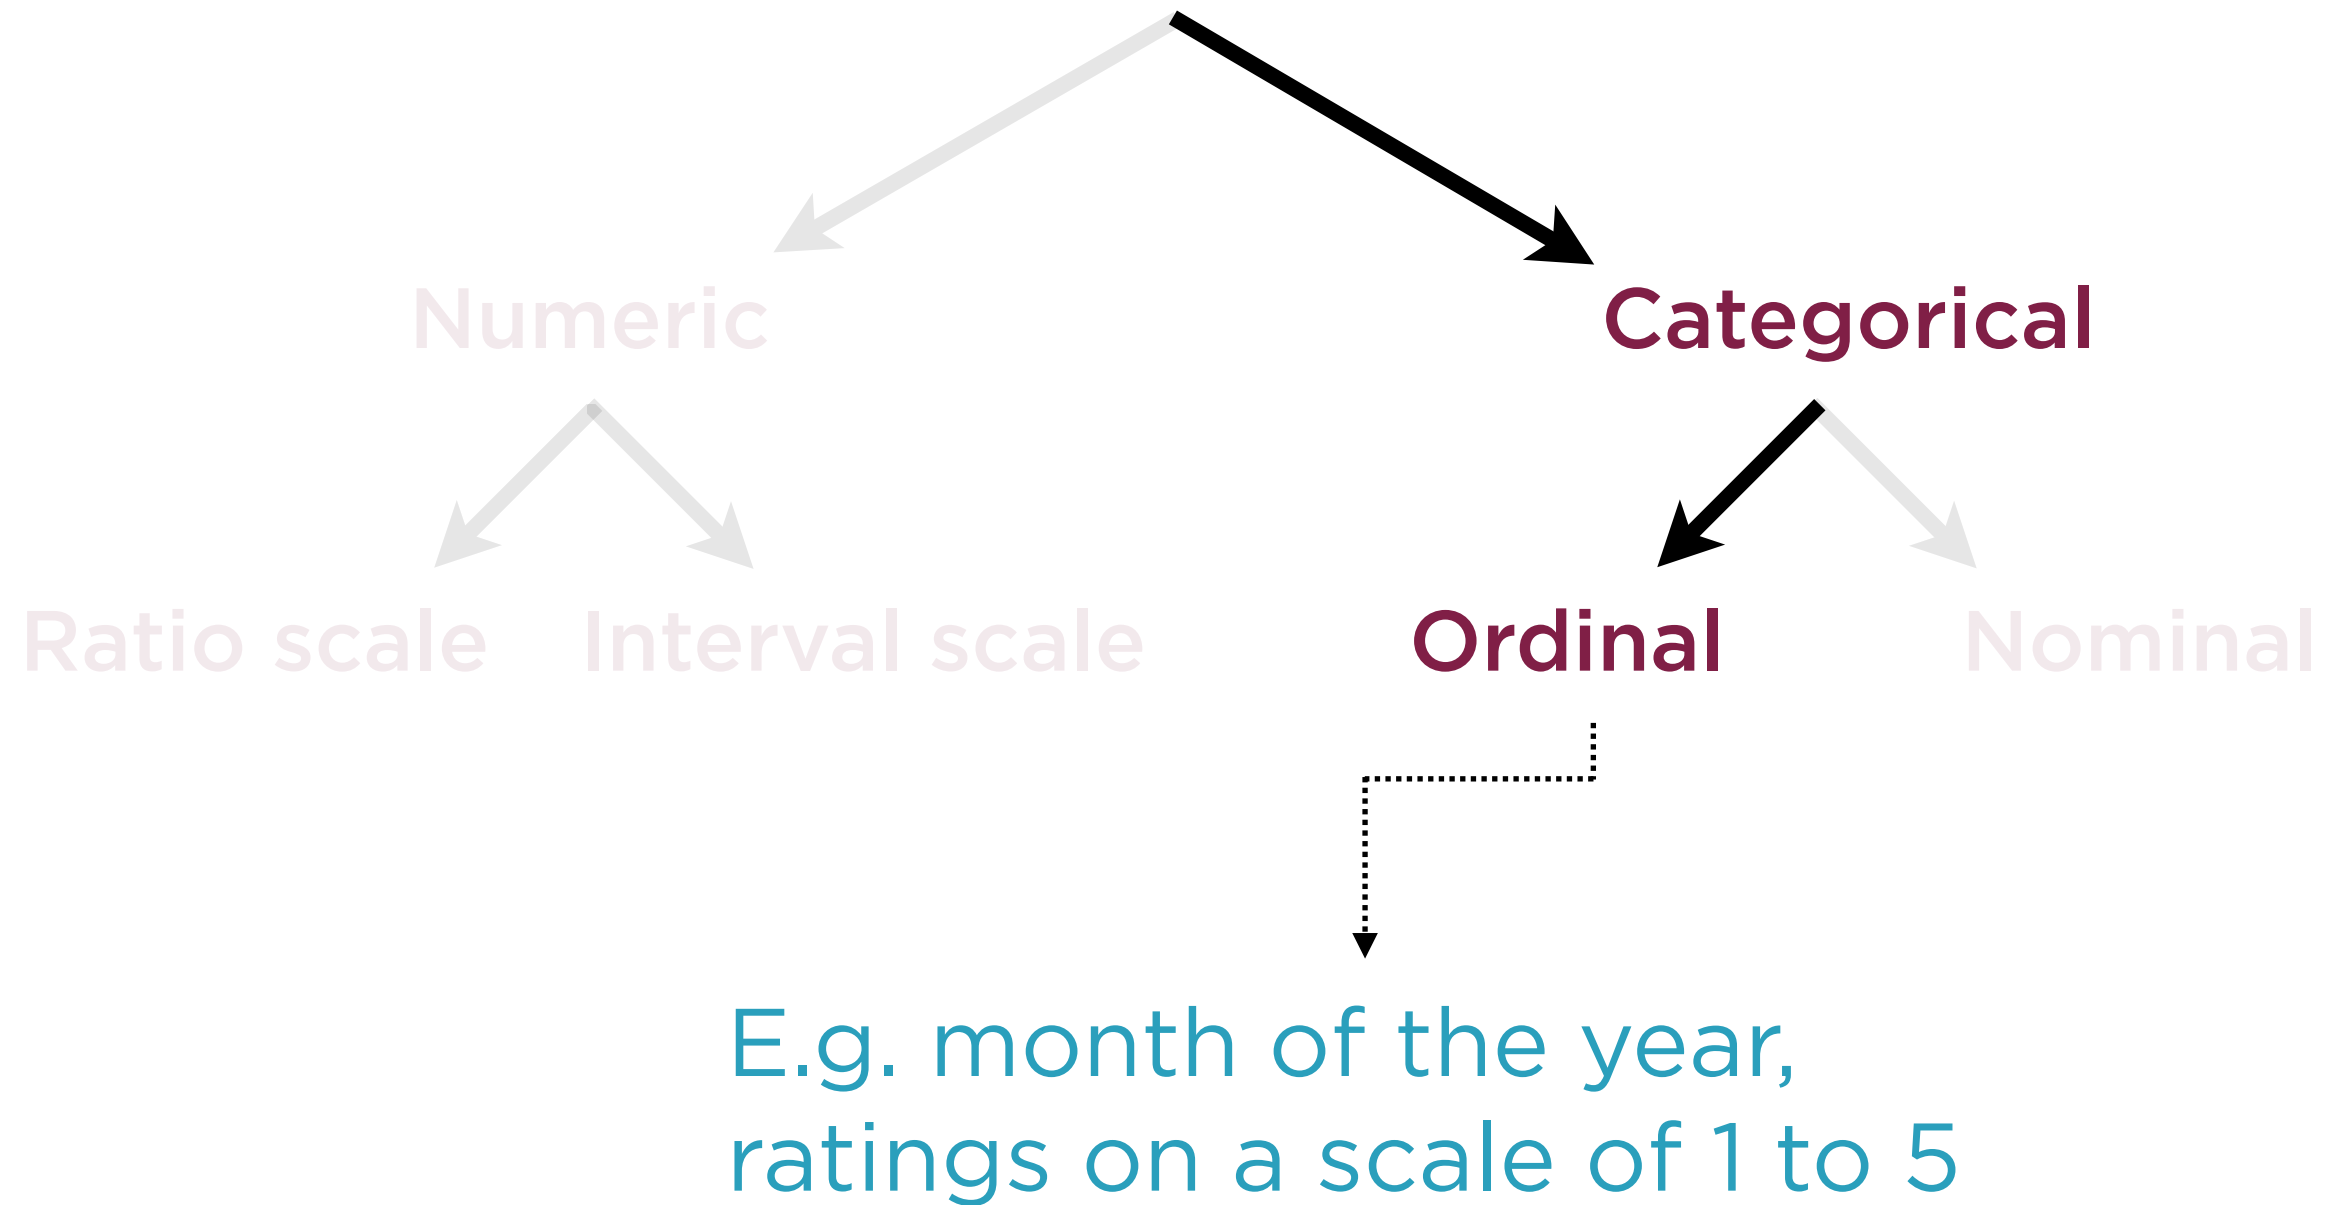 Numeric
Categorical
Ratio scale
Interval scale
Ordinal
Nominal
E.g. month of the year,
ratings on a scale of 1 to 5